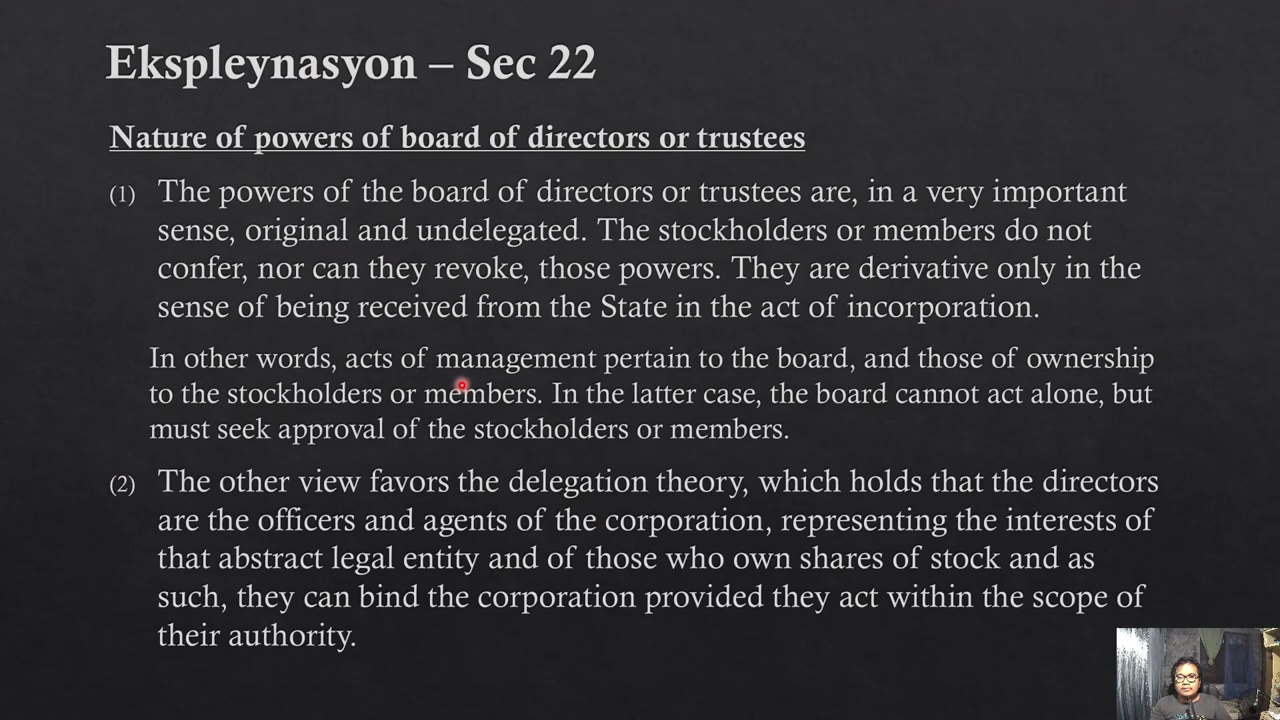 Ekspleynasyon – Sec 22
Nature of powers of board of directors or trustees
(1) The powers of the board of directors or trustees are, in a very important
sense, original and undelegated. The stockholders or members do not
confer, nor can they revoke, those powers. They are derivative only in the
sense of being received from the State in the act of incorporation.
In other words, acts of management pertain to the board, and those of ownership
to the stockholders or members. In the latter case, the board cannot act alone, but
must seek approval of the stockholders or members.
(2) The other view favors the delegation theory, which holds that the directors
are the officers and agents of the corporation, representing the interests of
that abstract legal entity and of those who own shares of stock and as
such, they can bind the corporation provided they act within the scope of
their authority.